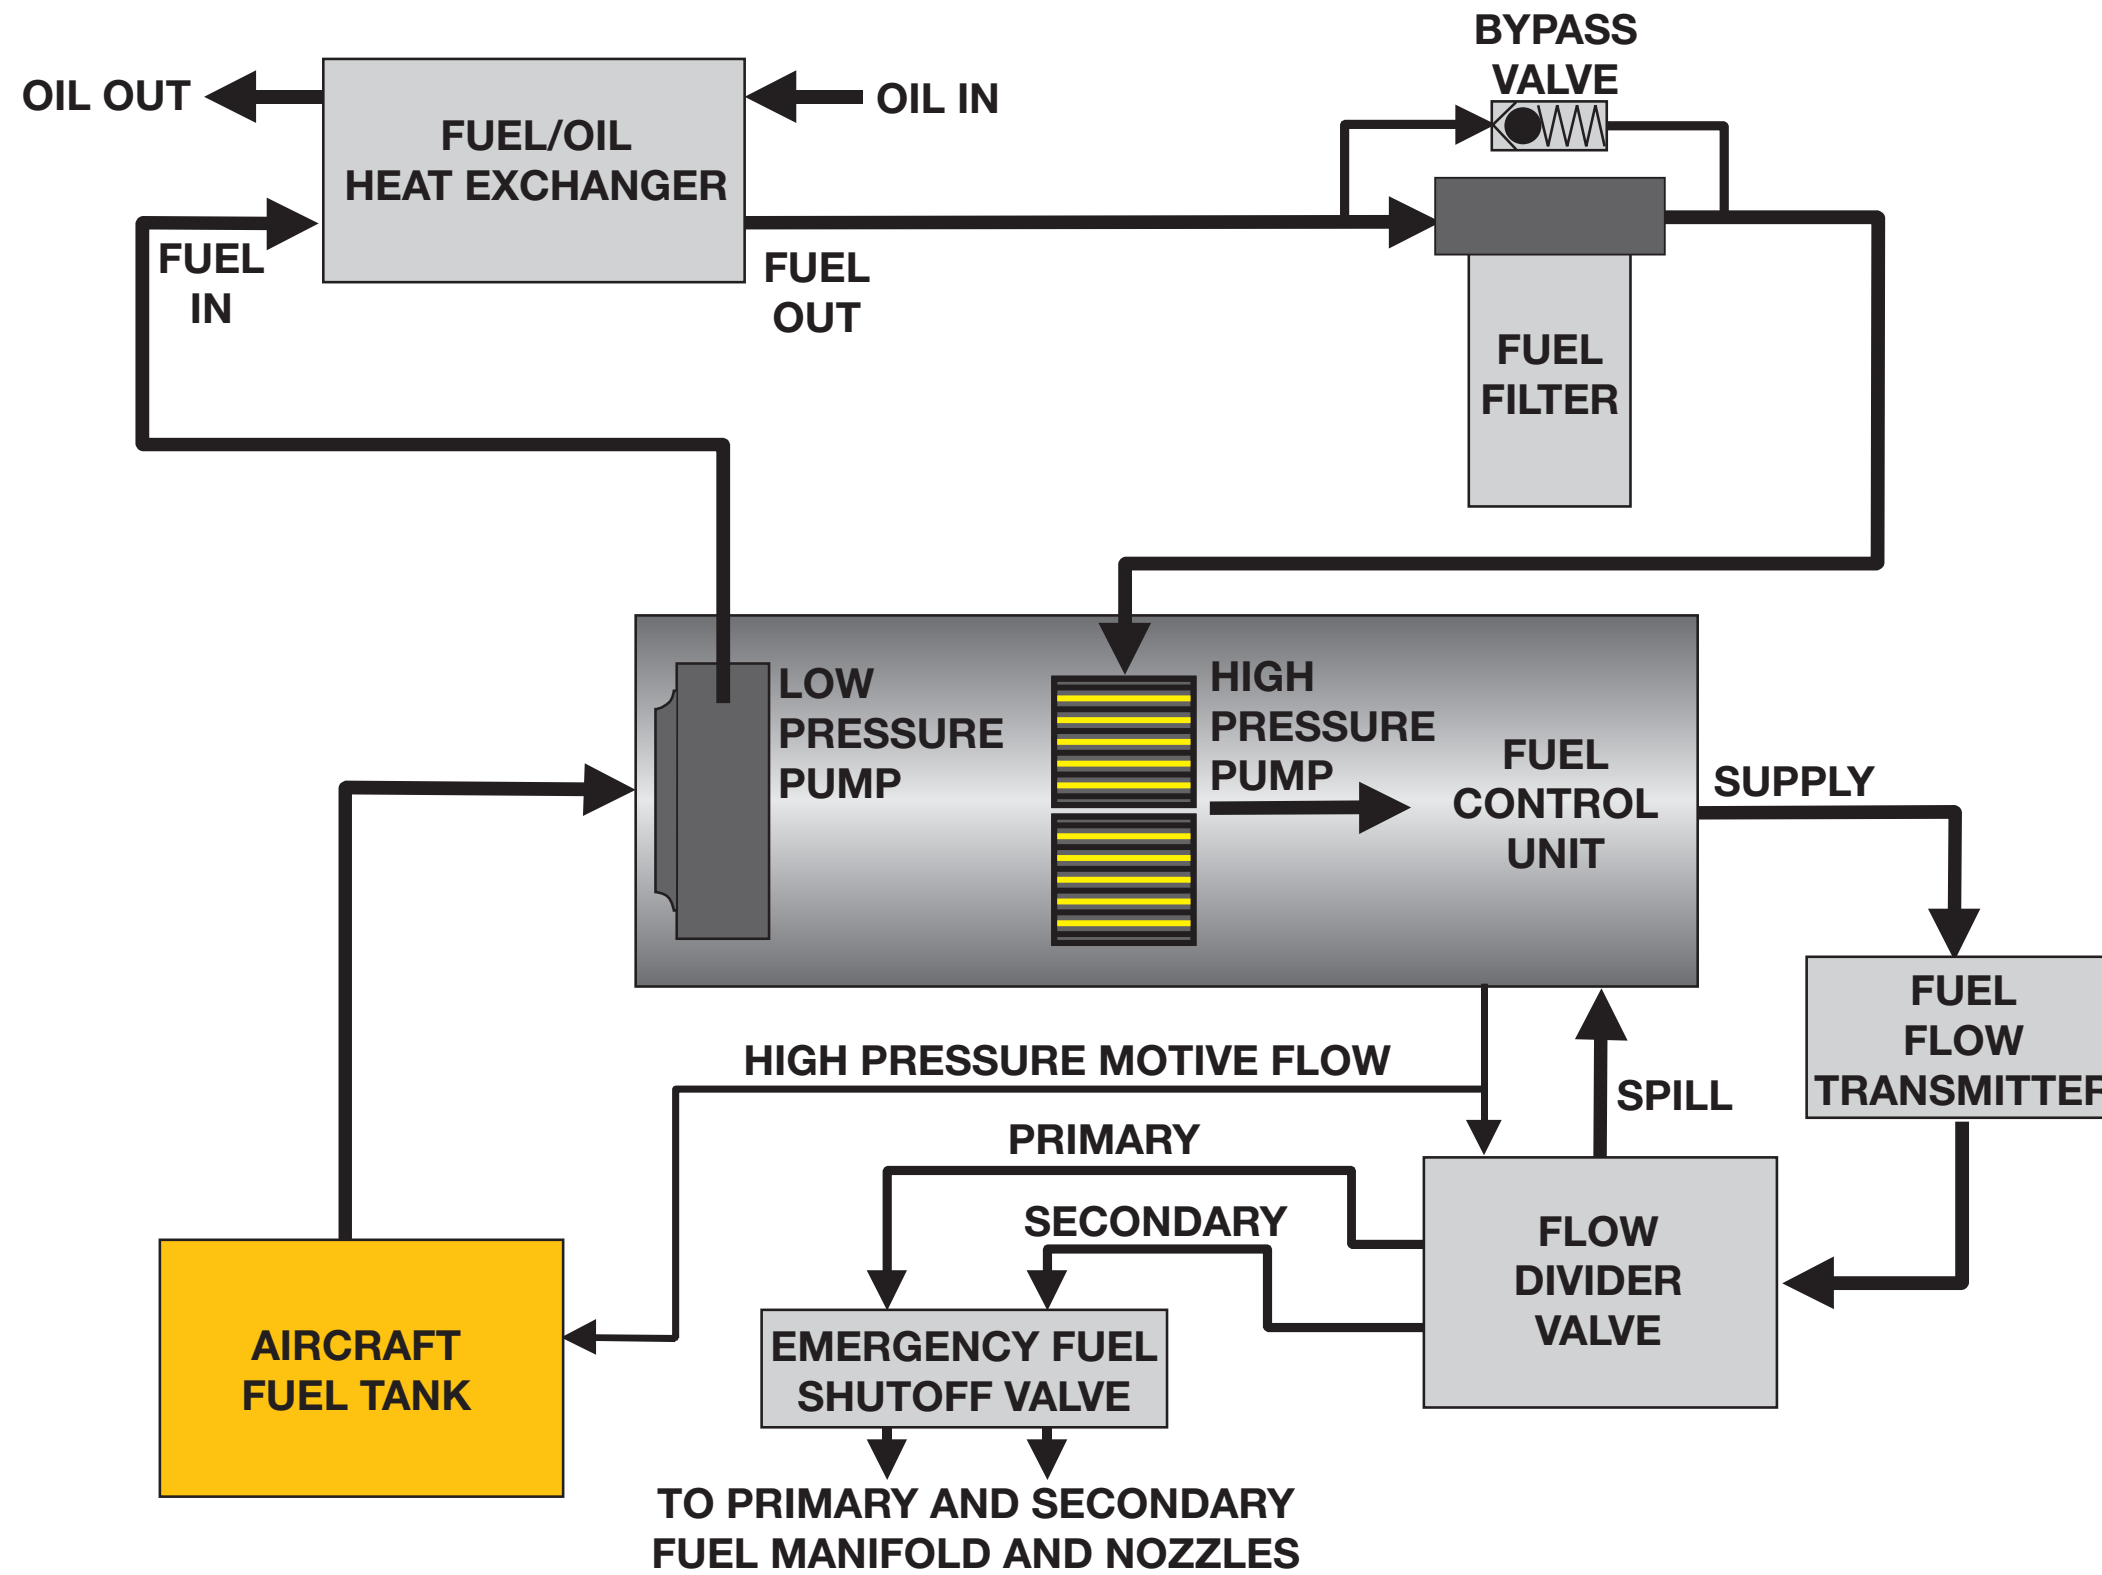 BYPASS
VALVE
OIL OUT
OIL IN
FUEL/OIL
HEAT EXCHANGER
FUEL
IN
FUEL
OUT
FUEL
FILTER
LOW
PRESSURE
PUMP
HIGH
PRESSURE
PUMP
FUEL
CONTROL
UNIT
SUPPLY
FUEL
FLOW
TRANSMITTER
HIGH PRESSURE MOTIVE FLOW
SPILL
PRIMARY
SECONDARY
FLOW
DIVIDER
VALVE
AIRCRAFT
FUEL TANK
EMERGENCY FUEL
SHUTOFF VALVE
TO PRIMARY AND SECONDARY
FUEL MANIFOLD AND NOZZLES